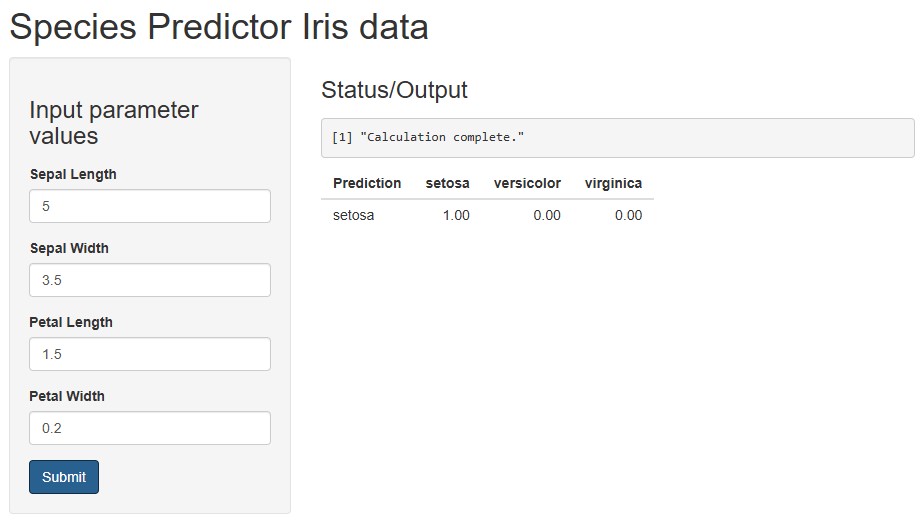 Species Predictor Iris data
Input parameter
values
Sepal Length
5
Sepal Width
3.5
Petal Length
1.5
Petal Width
0.2
Submit
Status/Output
[1] "Calculation complete."
Prediction setosa versicolor virginica
setosa 1.00 0.00 0.00